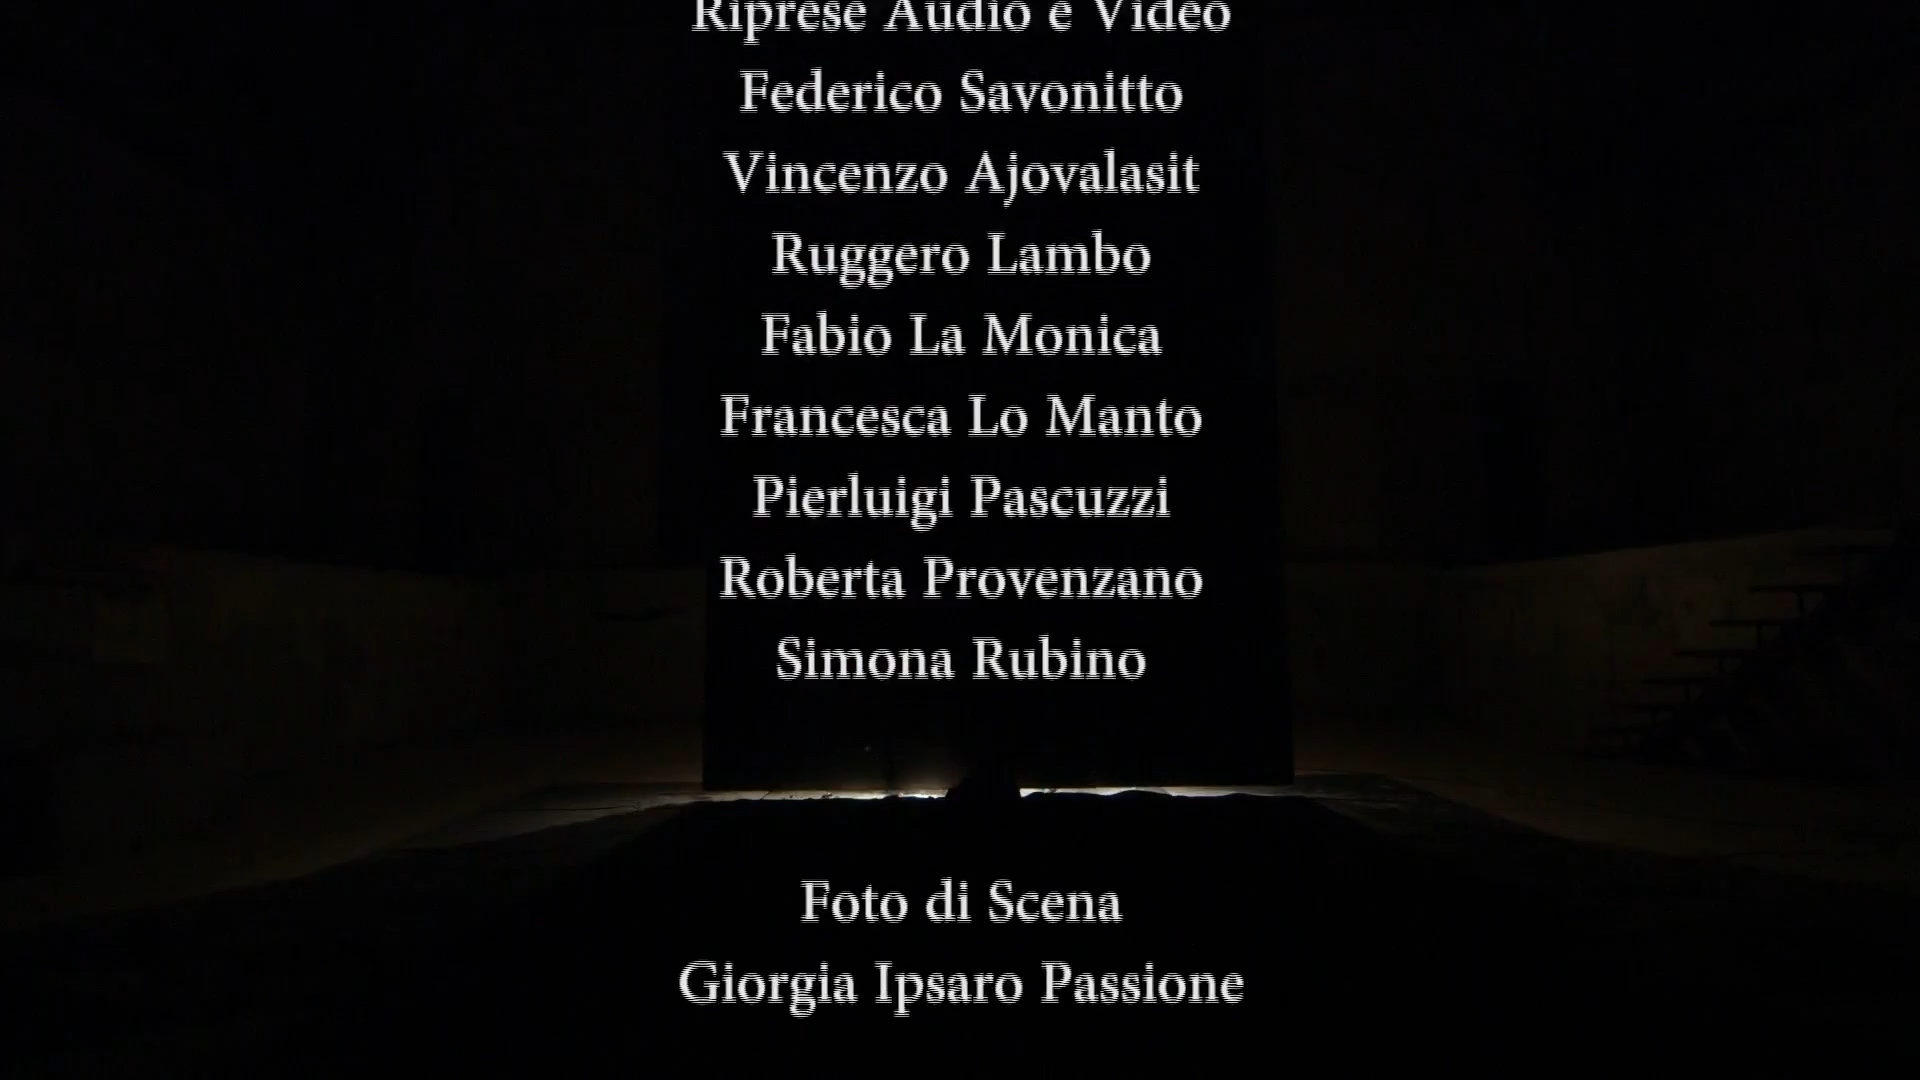 Riprese Audio e Video
Federico Savonitto
Vincenzo Ajovalasit
Ruggero Lambo
Fabio La Monica
Francesca Lo Manto
Pierluigi Pascuzzi
Roberta Provenzano
Simona Rubino
Foto di Scena
Giorgia Ipsaro Passione